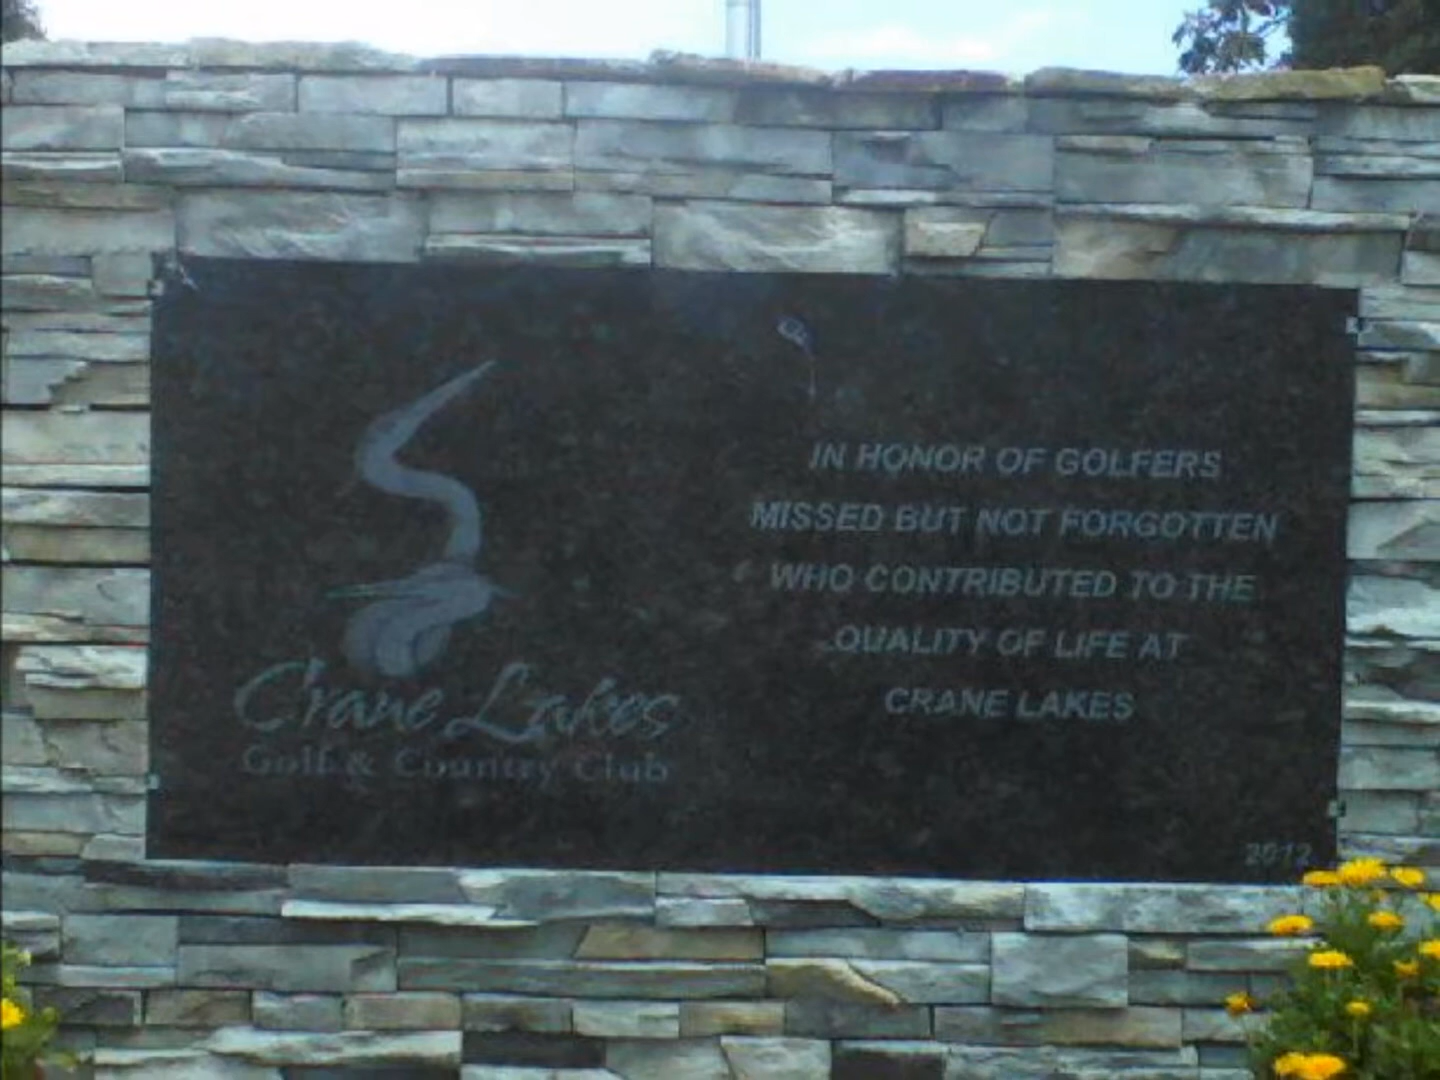 Crane Lakes
Golf & Country Club
IN HONOR OF GOLFERS
MISSED BUT NOT FORGOTTEN
WHO CONTRIBUTED TO THE
QUALITY OF LIFE AT
CRANE LAKES
2012